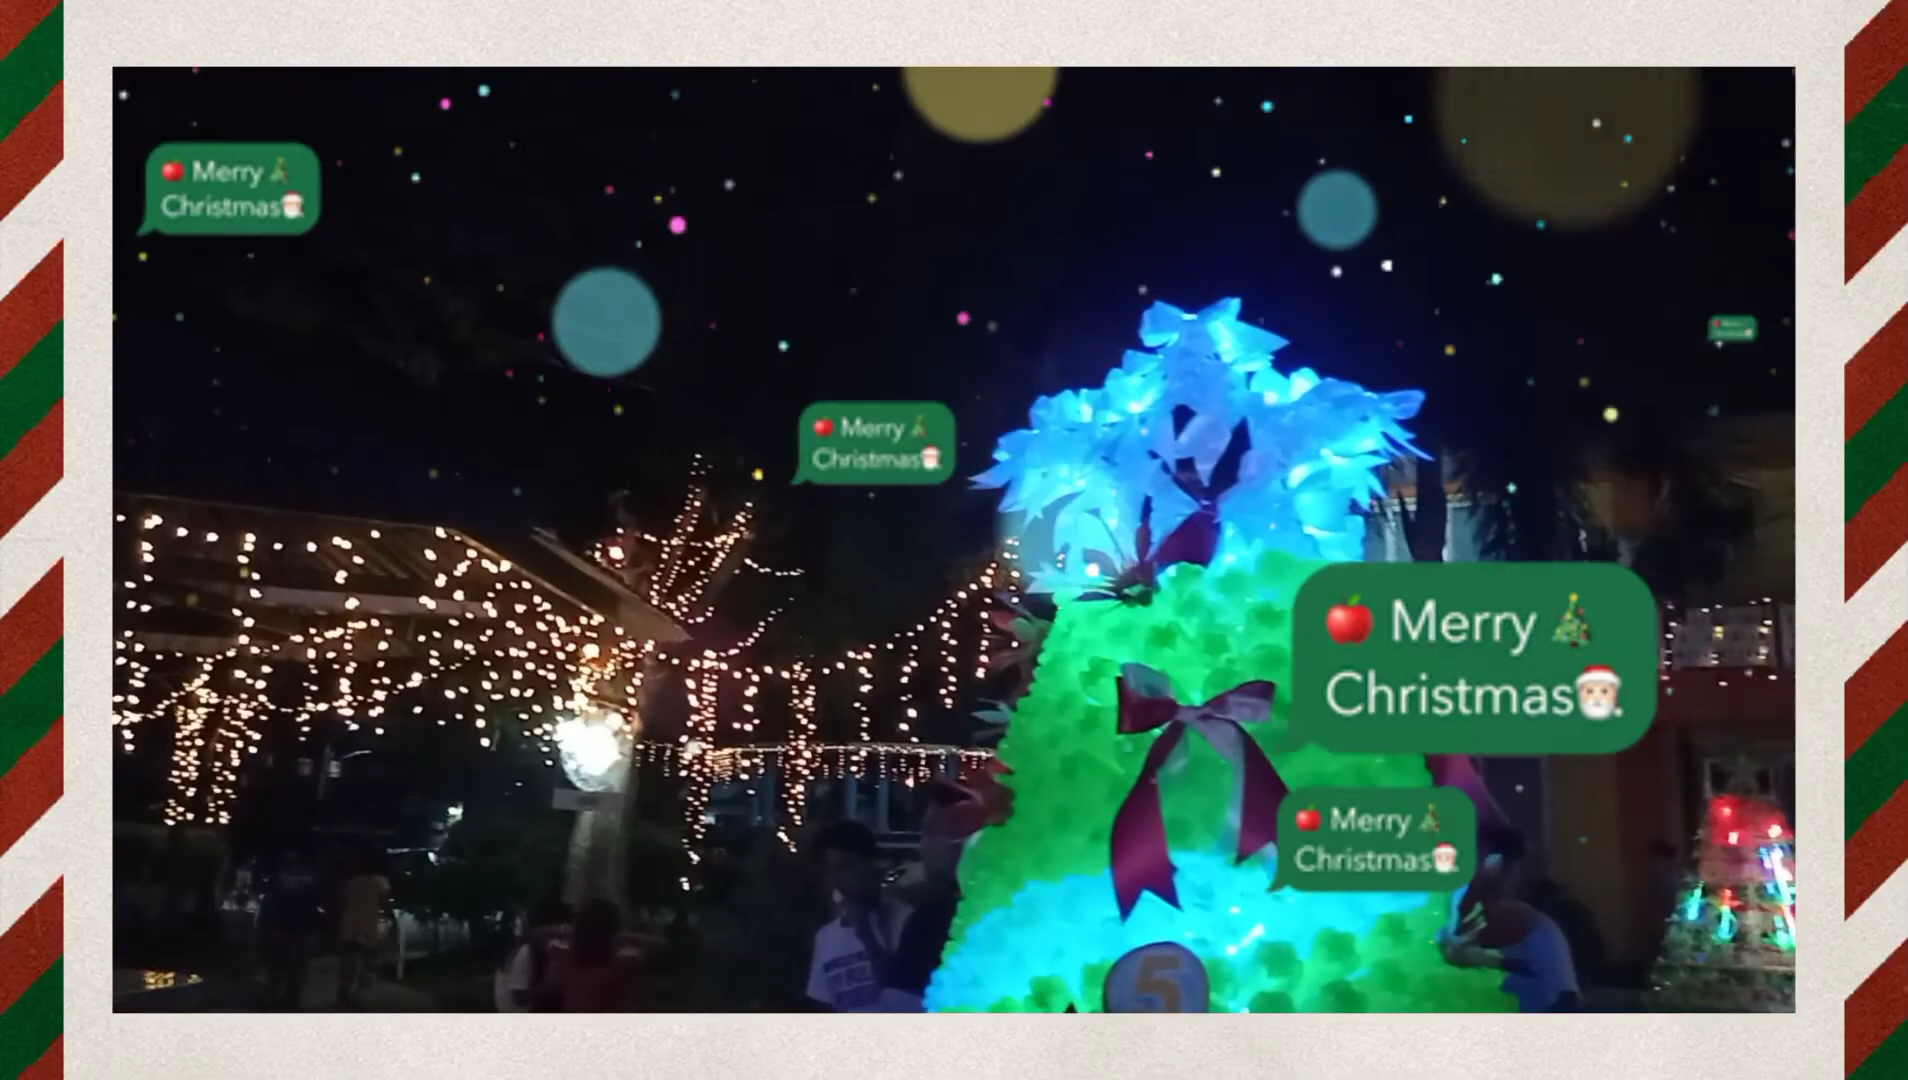 🍎 Merry🎄
Christmas🎅🏻
🍎 Merry🎄
Christmas🎅🏻
🍎 Merry 🎄
Christmas🎅🏻
🍎 Merry 🎄
Christmas🎅🏻
5